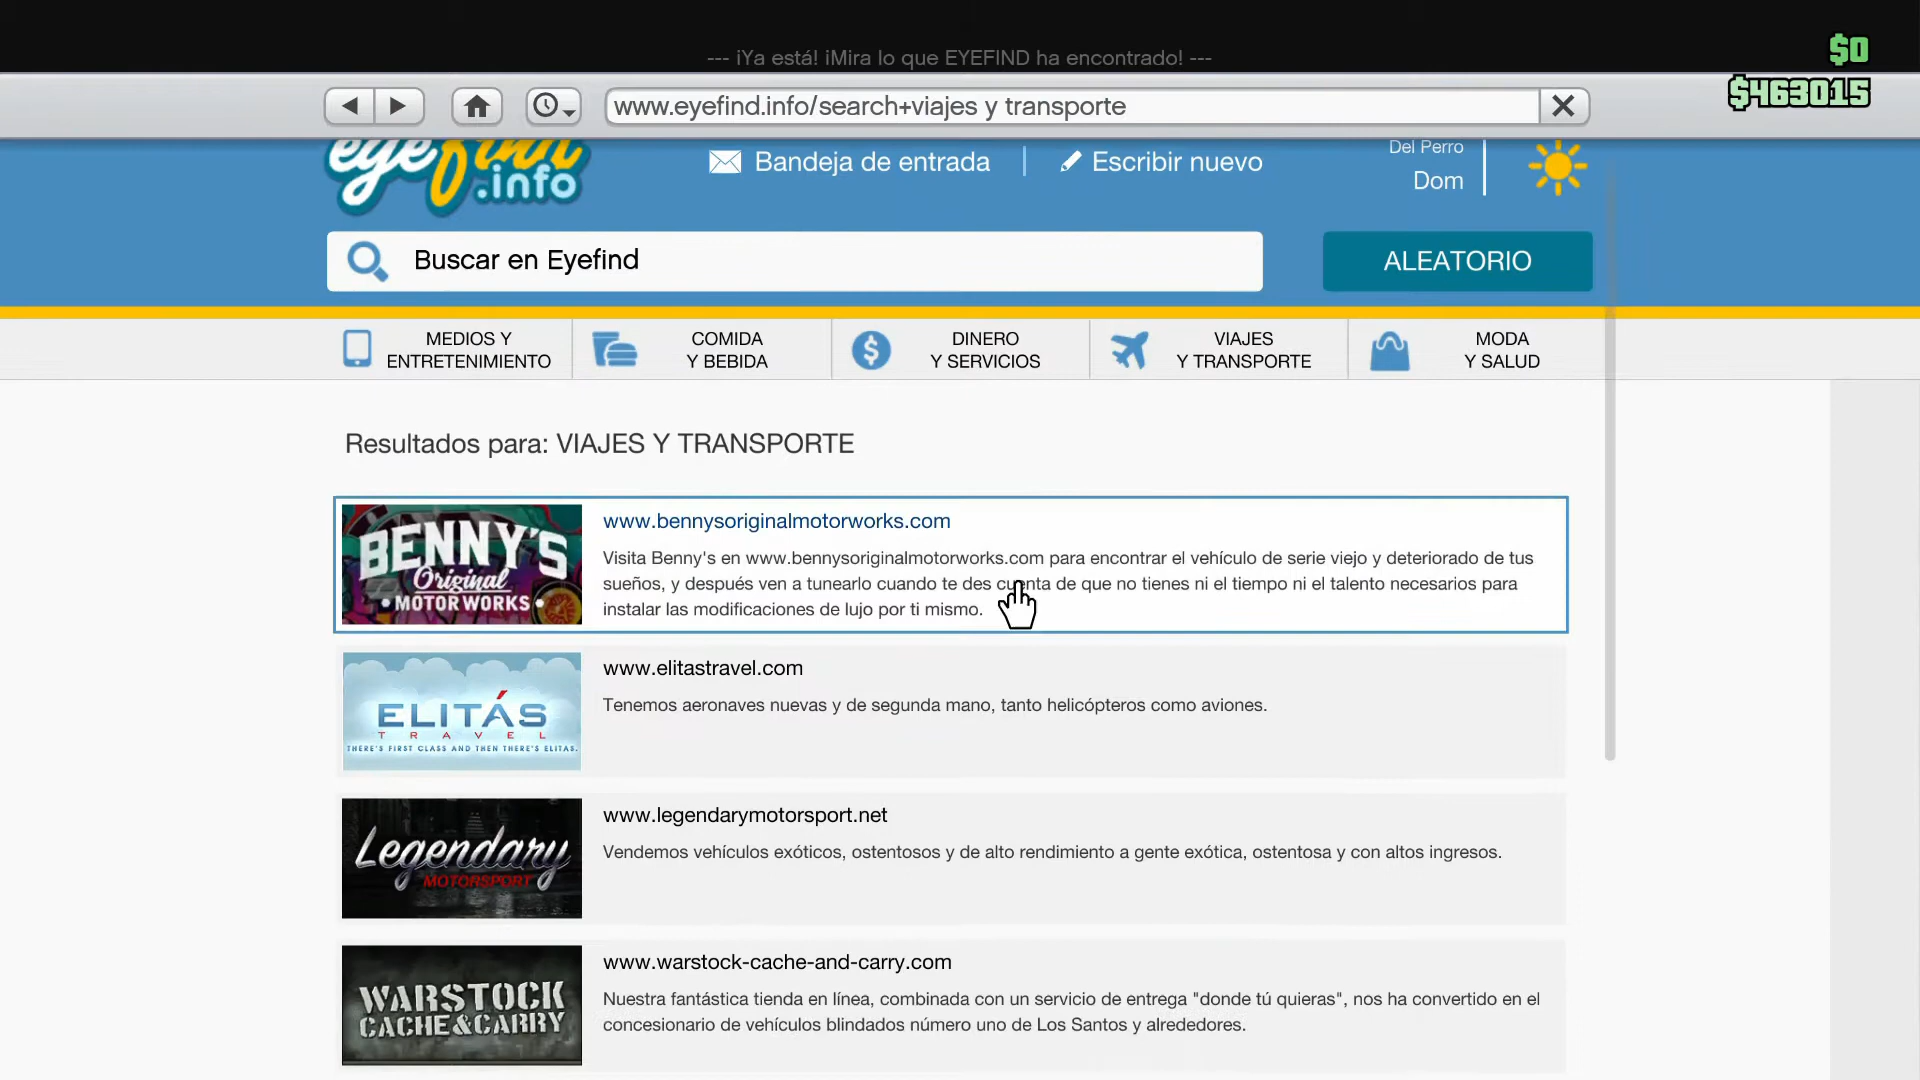 --- ¡Ya está! ¡Mira lo que EYEFIND ha encontrado! ---
$0
www.eyefind.info/search+viajes y transporte
$463015
eyefind
.info
Bandeja de entrada
Escribir nuevo
Del Perro
Dom
Buscar en Eyefind
ALEATORIO
MEDIOS Y
ENTRETENIMIENTO
COMIDA
Y BEBIDA
DINERO
Y SERVICIOS
VIAJES
Y TRANSPORTE
MODA
Y SALUD
Resultados para: VIAJES Y TRANSPORTE
BENNY'S
Original
MOTOR WORKS
www.bennysoriginalmotorworks.com
Visita Benny's en www.bennysoriginalmotorworks.com para encontrar el vehículo de serie viejo y deteriorado de tus
sueños, y después ven a tunearlo cuando te des cuenta de que no tienes ni el tiempo ni el talento necesarios para
instalar las modificaciones de lujo por ti mismo.
ELITÁS
TRAVEL
THERE'S FIRST CLASS AND THEN THERE'S ELITAS.
www.elitastravel.com
Tenemos aeronaves nuevas y de segunda mano, tanto helicópteros como aviones.
Legendary
MOTORSPORT
www.legendarymotorsport.net
Vendemos vehículos exóticos, ostentosos y de alto rendimiento a gente exótica, ostentosa y con altos ingresos.
WARSTOCK
CACHE&CARRY
www.warstock-cache-and-carry.com
Nuestra fantástica tienda en línea, combinada con un servicio de entrega "donde tú quieras", nos ha convertido en el
concesionario de vehículos blindados número uno de Los Santos y alrededores.